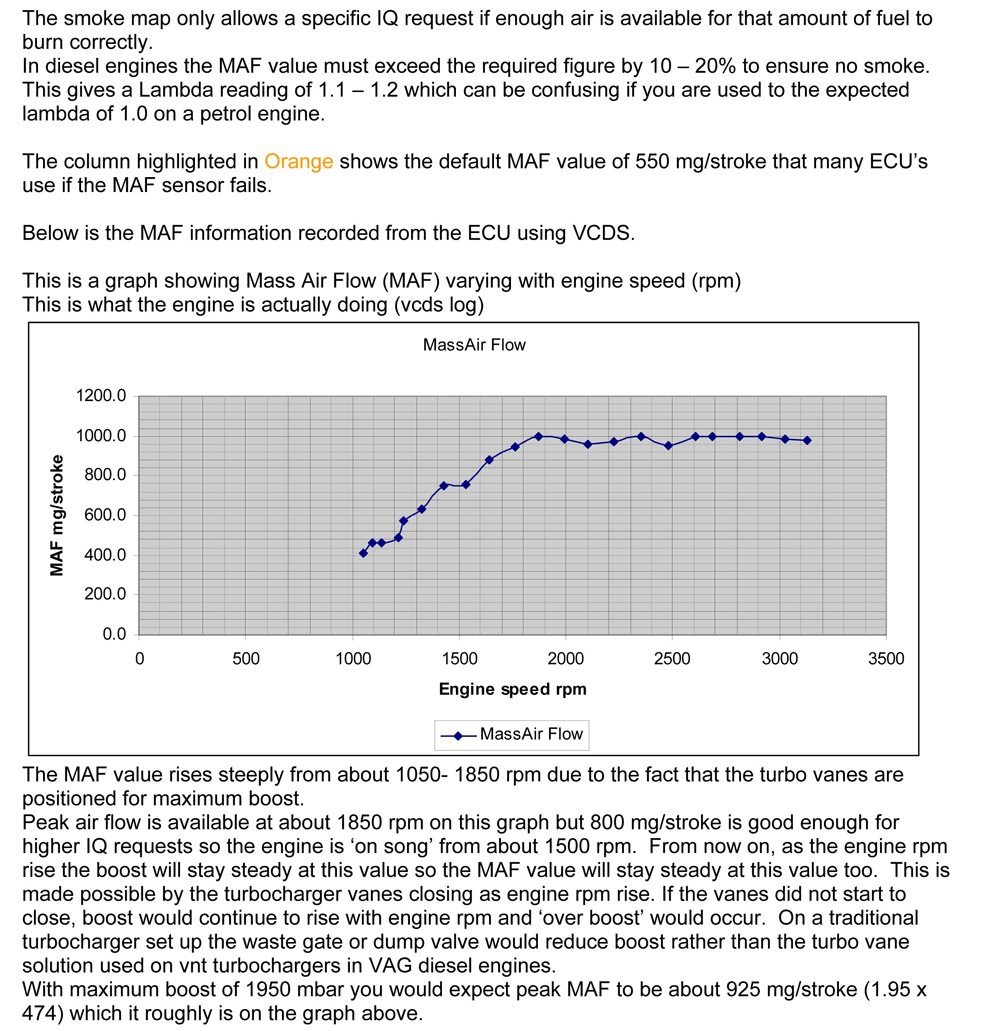 The smoke map only allows a specific IQ request if enough air is available for that amount of fuel to
burn correctly.
In diesel engines the MAF value must exceed the required figure by 10 – 20% to ensure no smoke.
This gives a Lambda reading of 1.1 – 1.2 which can be confusing if you are used to the expected
lambda of 1.0 on a petrol engine.
The column highlighted in Orange shows the default MAF value of 550 mg/stroke that many ECU's
use if the MAF sensor fails.
Below is the MAF information recorded from the ECU using VCDS.
This is a graph showing Mass Air Flow (MAF) varying with engine speed (rpm)
This is what the engine is actually doing (vcds log)
MassAir Flow
1200.0
1000.0
800.0
600.0
400.0
200.0
0.0
MAF mg/stroke
0 500 1000 1500 2000 2500 3000 3500
Engine speed rpm
MassAir Flow
The MAF value rises steeply from about 1050- 1850 rpm due to the fact that the turbo vanes are
positioned for maximum boost.
Peak air flow is available at about 1850 rpm on this graph but 800 mg/stroke is good enough for
higher IQ requests so the engine is 'on song' from about 1500 rpm.  From now on, as the engine rpm
rise the boost will stay steady at this value so the MAF value will stay steady at this value too.  This is
made possible by the turbocharger vanes closing as engine rpm rise. If the vanes did not start to
close, boost would continue to rise with engine rpm and 'over boost' would occur.  On a traditional
turbocharger set up the waste gate or dump valve would reduce boost rather than the turbo vane
solution used on vnt turbochargers in VAG diesel engines.
With maximum boost of 1950 mbar you would expect peak MAF to be about 925 mg/stroke (1.95 x
474) which it roughly is on the graph above.